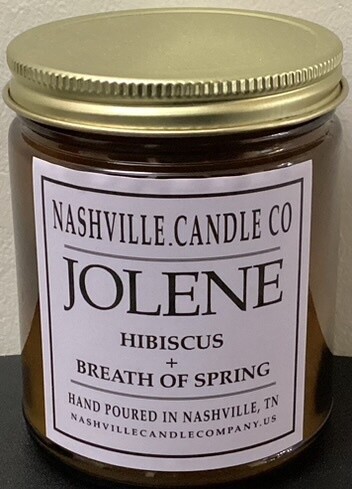 NASHVILLE.CANDLE CO
JOLENE
HIBISCUS
+
BREATH OF SPRING
HAND POURED IN NASHVILLE, TN
NASHVILLECANDLECOMPANY.US